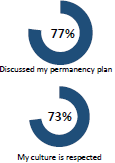 77%
Discussed my permanency plan
73%
My culture is respected